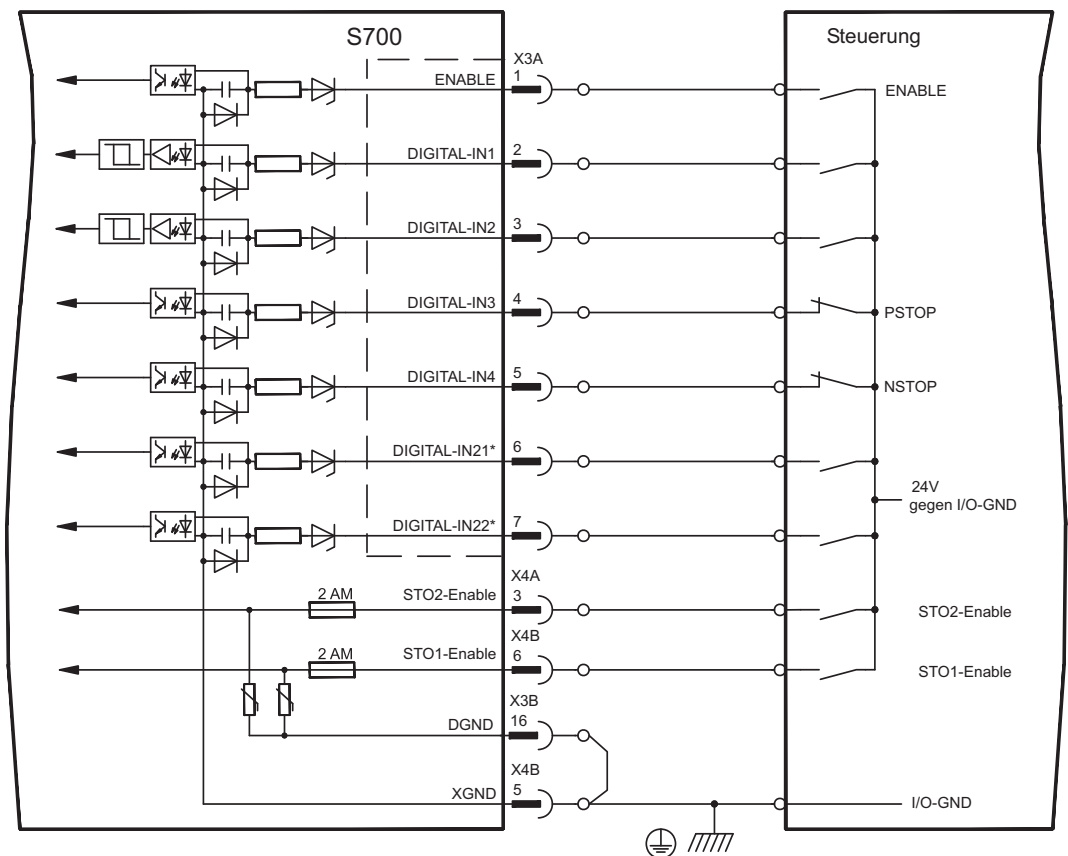 S700
Steuerung
X3A
ENABLE
1
ENABLE
DIGITAL-IN1
2
DIGITAL-IN2
3
DIGITAL-IN3
4
PSTOP
DIGITAL-IN4
5
NSTOP
DIGITAL-IN21*
6
24V
gegen I/O-GND
DIGITAL-IN22*
7
X4A
2 AM
STO2-Enable
3
STO2-Enable
X4B
2 AM
STO1-Enable
6
STO1-Enable
X3B
DGND
16
X4B
XGND
5
I/O-GND